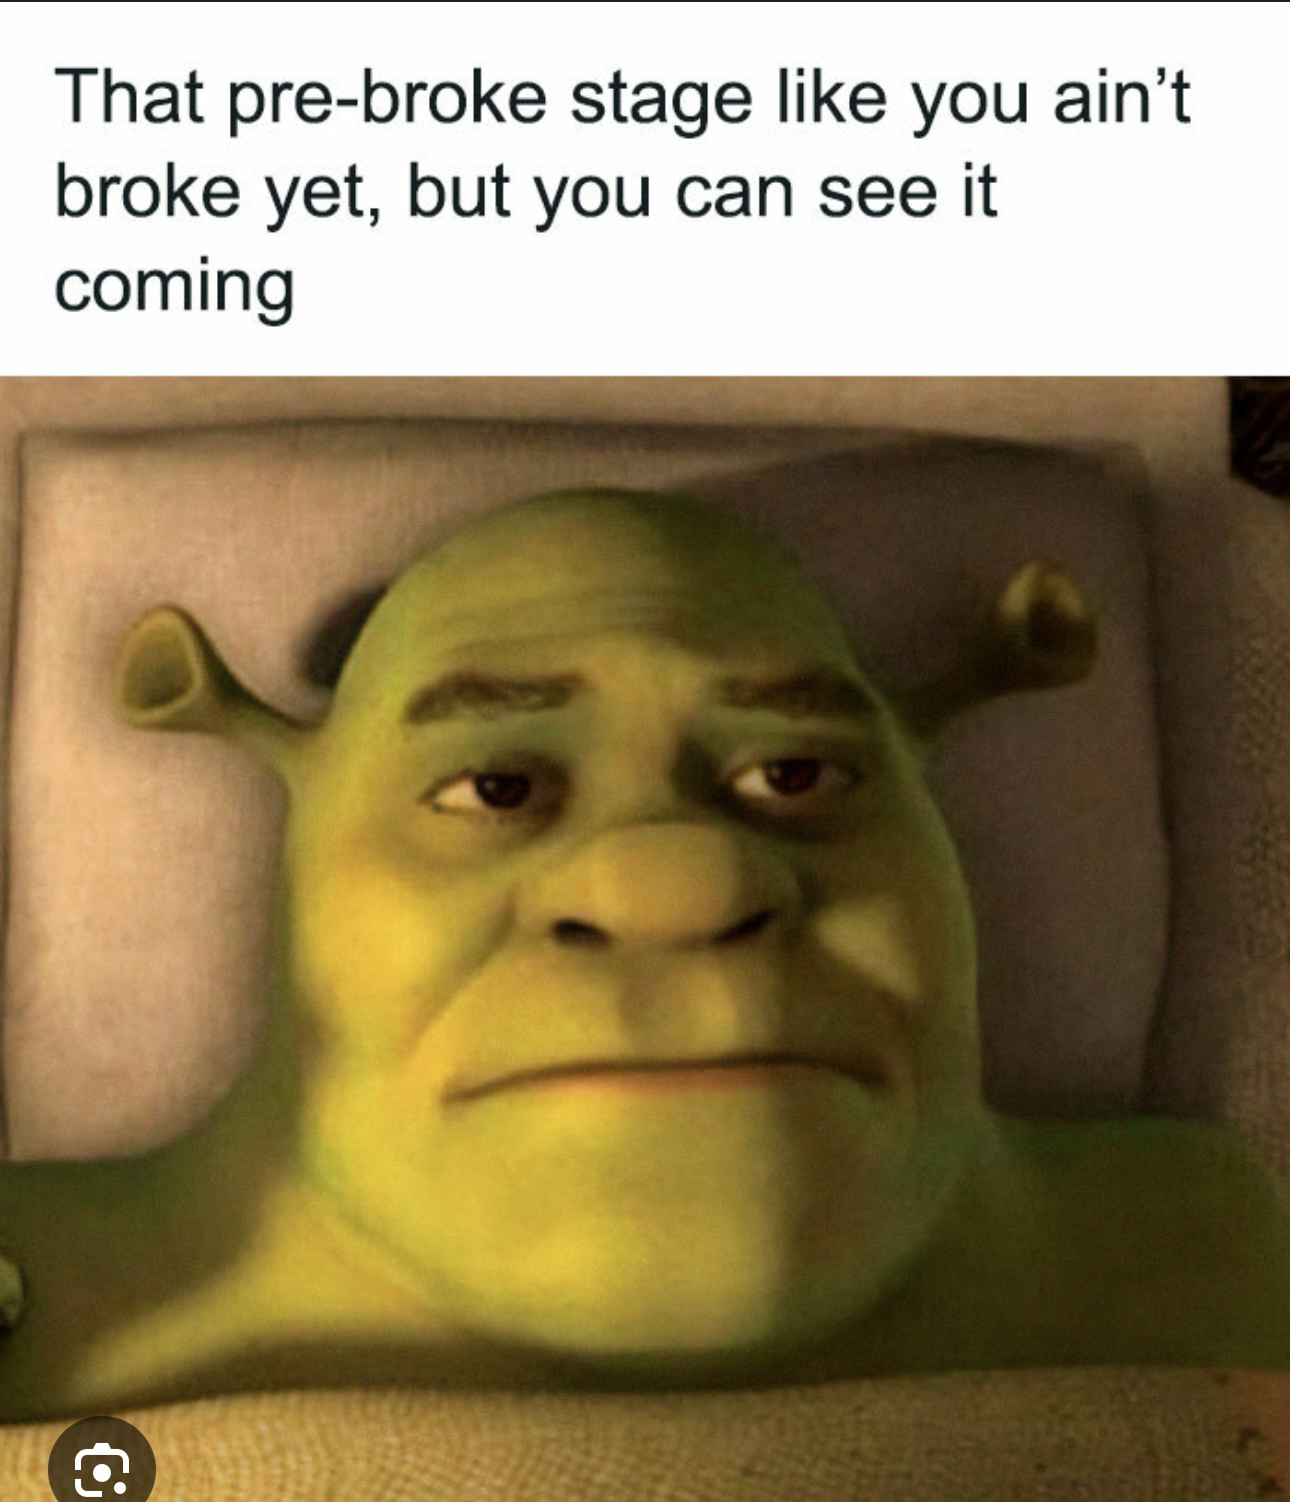 That pre-broke stage like you ain’t
broke yet, but you can see it
coming